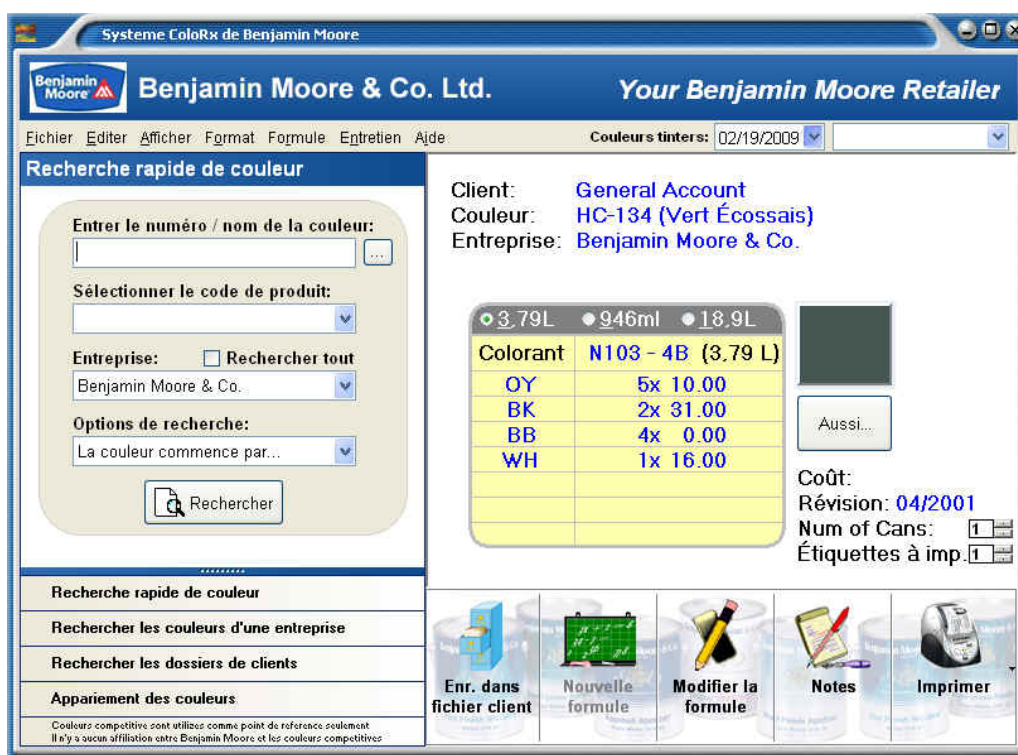 Systeme ColoRx de Benjamin Moore
Benjamin Moore
Benjamin Moore & Co. Ltd.
Your Benjamin Moore Retailer
Fichier Editer Afficher Format Formule Entretien Aide
Couleurs tinters: 02/19/2009
Recherche rapide de couleur
Entrer le numéro / nom de la couleur:
...
Sélectionner le code de produit:
Entreprise: Rechercher tout
Benjamin Moore & Co.
Options de recherche:
La couleur commence par...
Rechercher
Recherche rapide de couleur
Rechercher les couleurs d'une entreprise
Rechercher les dossiers de clients
Appariement des couleurs
Couleurs competitive sont utilizes comme point de reference seulement
Il n'y a aucun affiliation entre Benjamin Moore et les couleurs competitives
Client: General Account
Couleur: HC-134 (Vert Écossais)
Entreprise: Benjamin Moore & Co.
3,79L 946ml 18,9L
Colorant N103 - 4B (3,79 L)
OY 5x 10.00
BK 2x 31.00
BB 4x 0.00
WH 1x 16.00
Aussi...
Coût:
Révision: 04/2001
Num of Cans: 1
Étiquettes à imp. 1
Enr. dans fichier client
Nouvelle formule
Modifier la formule
Notes
Imprimer